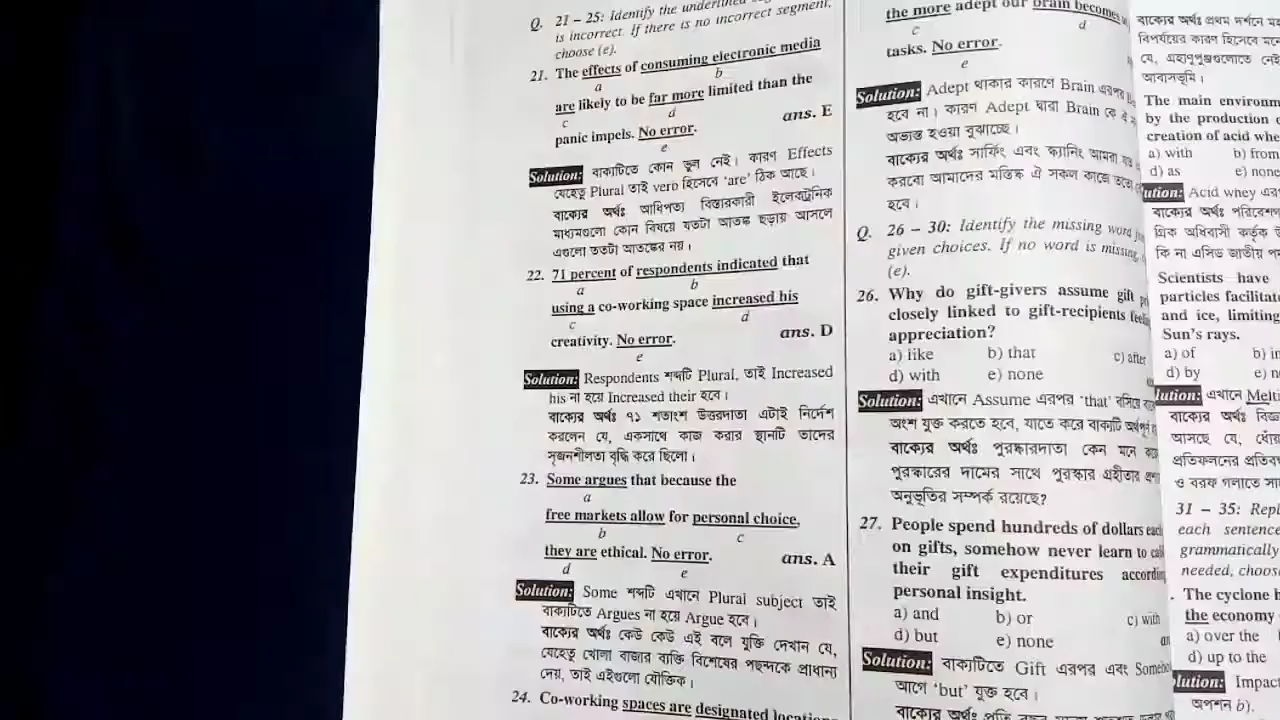 Q. 21 – 25: Identify the underlined
is incorrect. If there is no incorrect segment,
choose (e).
21. The effects of consuming electronic media
a b
are likely to be far more limited than the
c d
panic impels. No error. ans. E
e
Solution: বাক্যটিতে কোন ভুল নেই। কারণ Effects
যেহেতু Plural তাই verb হিসেবে ‘are’ ঠিক আছে।
বাক্যের অর্থঃ আধিপত্য বিস্তারকারী ইলেকট্রনিক
মাধ্যমগুলো কোন বিষয়ে যতটা আতঙ্ক ছড়ায় আসলে
এগুলো ততটা আতঙ্কের নয়।
22. 71 percent of respondents indicated that
a b
using a co-working space increased his
c d
creativity. No error. ans. D
e
Solution: Respondents শব্দটি Plural, তাই Increased
his না হয়ে Increased their হবে।
বাক্যের অর্থঃ ৭১ শতাংশ উত্তরদাতা এটাই নির্দেশ
করলেন যে, একসাথে কাজ করার স্থানটি তাদের
সৃজনশীলতা বৃদ্ধি করে ছিলো।
23. Some argues that because the
a
free markets allow for personal choice,
b c
they are ethical. No error. ans. A
d e
Solution: Some শব্দটি এখানে Plural subject তাই
বাক্যটিতে Argues না হয়ে Argue হবে।
বাক্যের অর্থঃ কেউ কেউ এই বলে যুক্তি দেখান যে,
যেহেতু খোলা বাজার ব্যক্তি বিশেষের পছন্দকে প্রাধান্য
দেয়, তাই এইগুলো যৌক্তিক।
24. Co-working spaces are designated
the more adept our brain becomes
c d
tasks. No error.
e
Solution: Adept থাকার কারণে Brain এরপর
হবে না। কারণ Adept দ্বারা Brain কে
অভ্যস্ত হওয়া বুঝাচ্ছে।
বাক্যের অর্থঃ সার্ফিং এবং স্ক্যানিং আমরা যত
করবো আমাদের মস্তিষ্ক ঐ সকল কাজে ততো
হবে।
Q. 26 – 30: Identify the missing word
given choices. If no word is missing,
(e).
26. Why do gift-givers assume gift
closely linked to gift-recipients
appreciation?
a) like b) that c) after
d) with e) none
Solution: এখানে Assume এরপর ‘that’ বসিয়ে
অংশ যুক্ত করতে হবে, যাতে করে বাক্যটি অর্থপূর্ণ
বাক্যের অর্থঃ পুরস্কারদাতা কেন মনে
পুরস্কারের দামের সাথে পুরস্কার গ্রহীতার
অনুভূতির সম্পর্ক রয়েছে?
27. People spend hundreds of dollars
on gifts, somehow never learn to
their gift expenditures
personal insight.
a) and b) or c) with
d) but e) none
Solution: বাক্যটিতে Gift এরপর এবং
আগে ‘but’ যুক্ত হবে।
বাক্যের অর্থঃ প্রতি
বাক্যের অর্থঃ প্রথম দর্শনে
বিপর্যয়ের কারণ হিসেবে
যে,
আবাসভূমি।
The main
by the production
creation of acid
a) with b) from
d) as e) none
Acid whey
বাক্যের অর্থঃ
অধিবাসী কর্তৃক
কি না এসিড জাতীয়
Scientists have
particles
and ice, limiting
Sun’s rays.
a) of
d) by
এখানে
বাক্যের অর্থঃ
আসছে যে,
প্রতিফলনের
ও বরফ গলাতে
31 – 35:
each sentence
grammatically
needed,
The cyclone
the economy
a) over the
d) up to the
Impact
অপশন b).